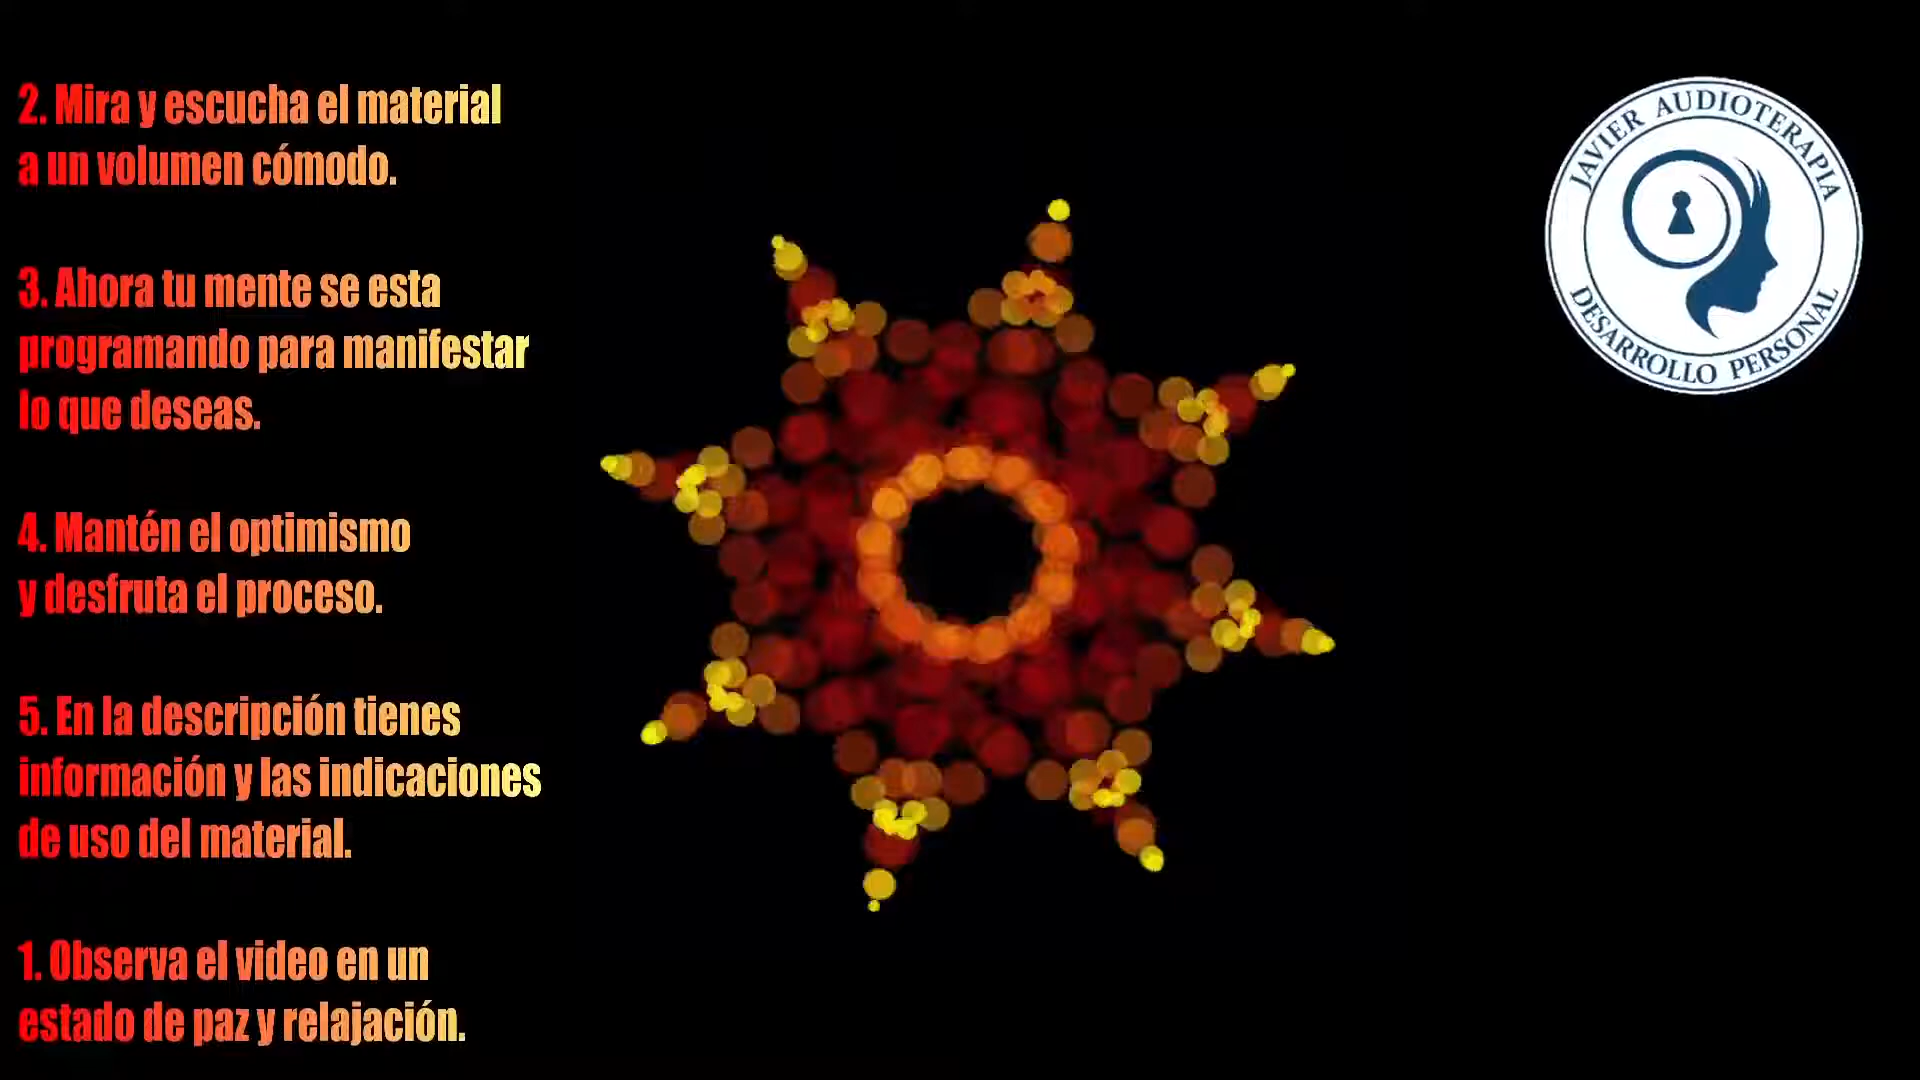 2. Mira y escucha el material
a un volumen cómodo.
3. Ahora tu mente se esta
programando para manifestar
lo que deseas.
4. Mantén el optimismo
y desfruta el proceso.
5. En la descripción tienes
información y las indicaciones
de uso del material.
1. Observa el video en un
estado de paz y relajación.
JAVIER AUDIOTERAPIA
DESARROLLO PERSONAL